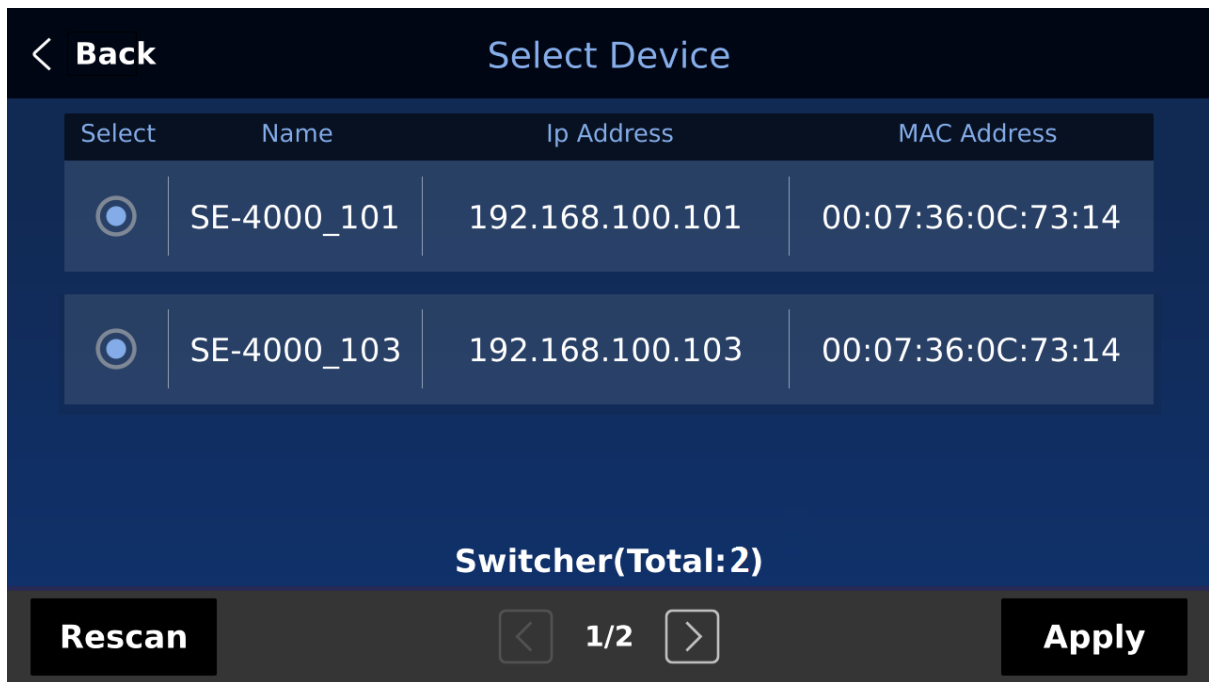 Back
Select Device
Select Name Ip Address MAC Address
SE-4000_101 192.168.100.101 00:07:36:0C:73:14
SE-4000_103 192.168.100.103 00:07:36:0C:73:14
Switcher(Total:2)
Rescan 1/2 Apply